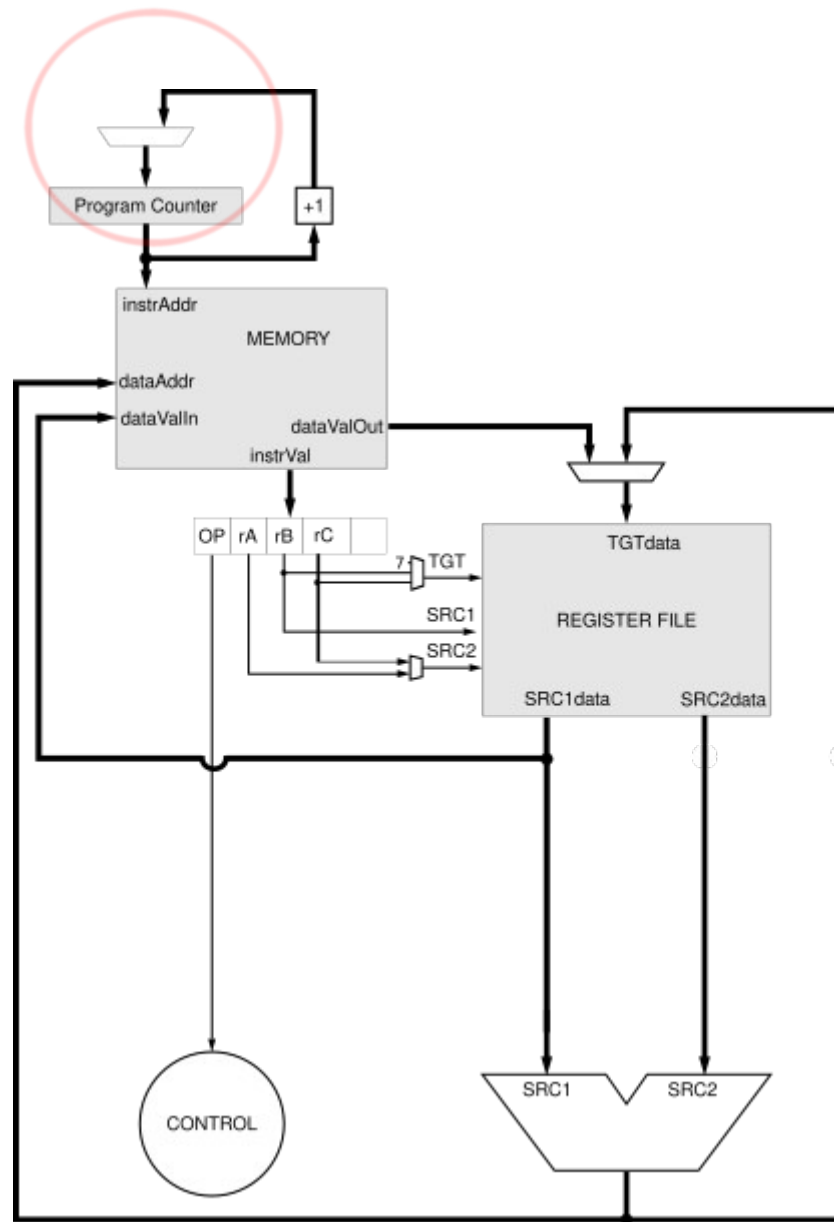 Program Counter
+1
instrAddr
MEMORY
dataAddr
dataValIn
dataValOut
instrVal
OP rA rB rC
TGTdata
7 TGT
SRC1
REGISTER FILE
SRC2
SRC1data SRC2data
SRC1 SRC2
CONTROL